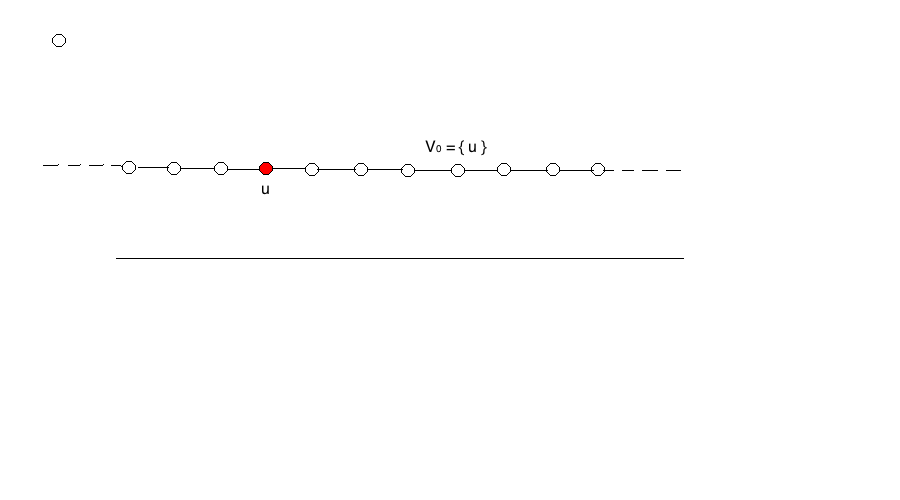 V₀ = { u }
u